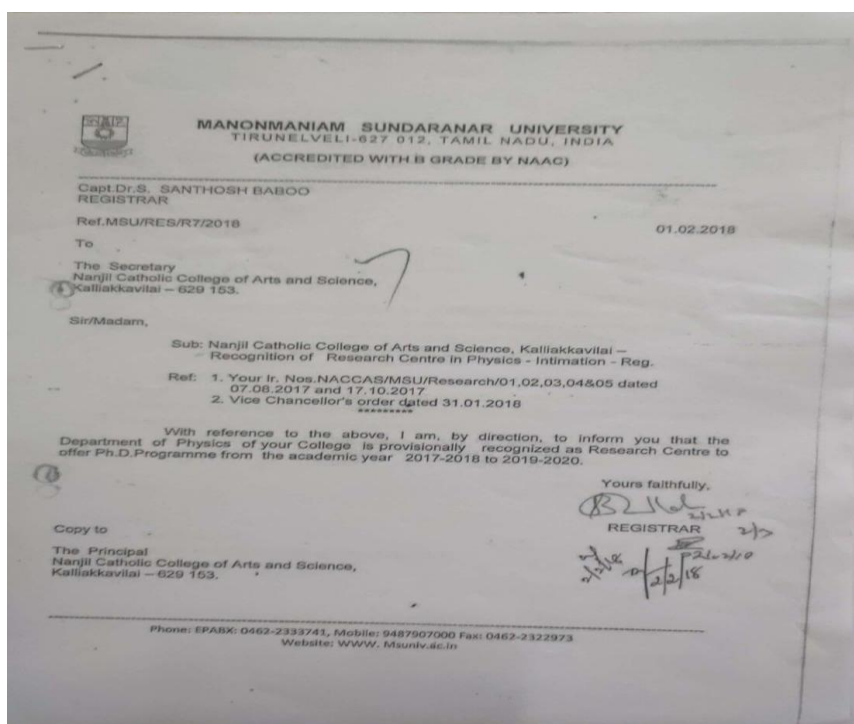 MANONMANIAM SUNDARANAR UNIVERSITY
TIRUNELVELI-627 012, TAMIL NADU, INDIA
(ACCREDITED WITH B GRADE BY NAAC)
Capt.Dr.S. SANTHOSH BABOO
REGISTRAR
Ref.MSU/RES/R7/2018
01.02.2018
To
The Secretary
Nanjil Catholic College of Arts and Science,
Kalliakkavilai – 629 153.
Sir/Madam,
Sub: Nanjil Catholic College of Arts and Science, Kalliakkavilai –
Recognition of Research Centre in Physics - Intimation - Reg.
Ref: 1. Your lr. Nos.NACCAS/MSU/Research/01,02,03,04&05 dated
07.08.2017 and 17.10.2017
2. Vice Chancellor's order dated 31.01.2018
*********
With reference to the above, I am, by direction, to inform you that the
Department of Physics of your College is provisionally recognized as Research Centre to
offer Ph.D.Programme from the academic year 2017-2018 to 2019-2020.
Yours faithfully,
REGISTRAR
2/2/18
2/2/18
Copy to
The Principal
Nanjil Catholic College of Arts and Science,
Kalliakkavilai – 629 153.
Phone: EPABX: 0462-2333741, Mobile: 9487907000 Fax: 0462-2322973
Website: WWW. Msuniv.ac.in